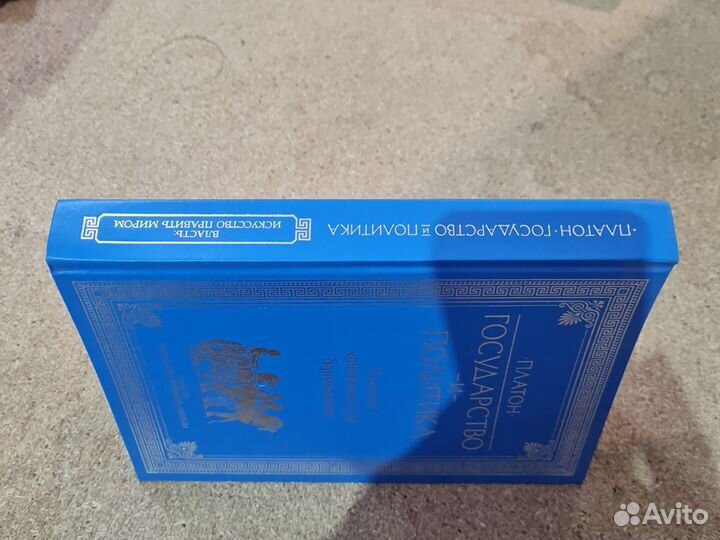 • ПЛАТОН • ГОСУДАРСТВО И ПОЛИТИКА
ВЛАСТЬ:
ИСКУССТВО ПРАВИТЬ МИРОМ
• ПЛАТОН •
ГОСУДАРСТВО
— И —
ПОЛИТИКА
Avito